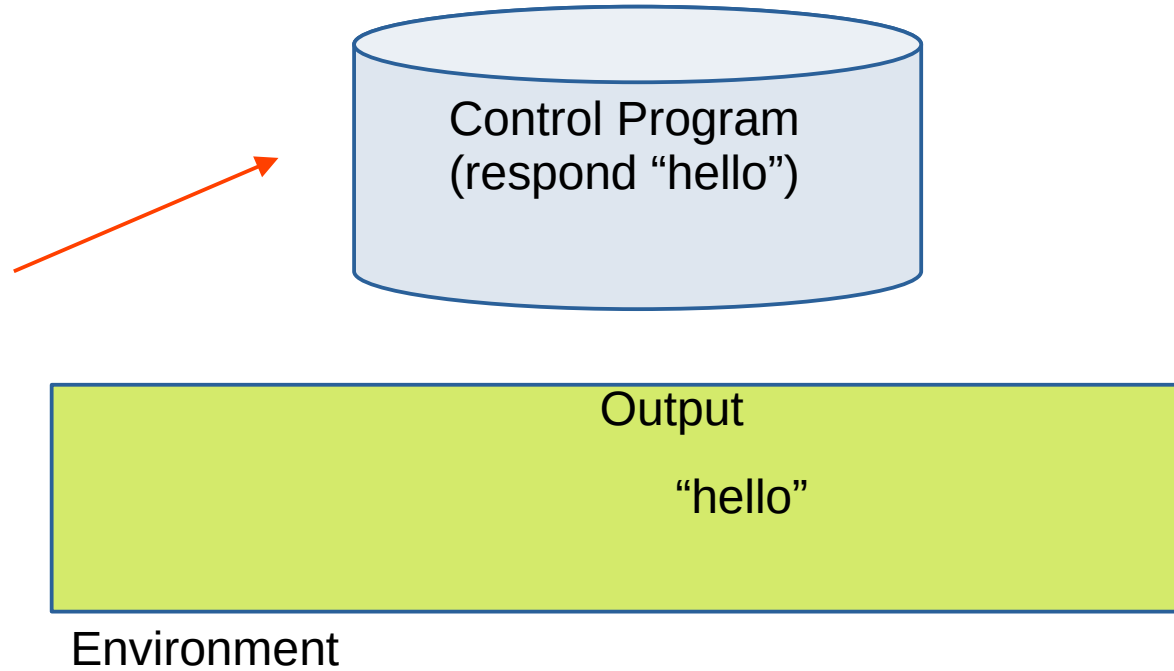 Control Program
(respond “hello”)
Output
“hello”
Environment